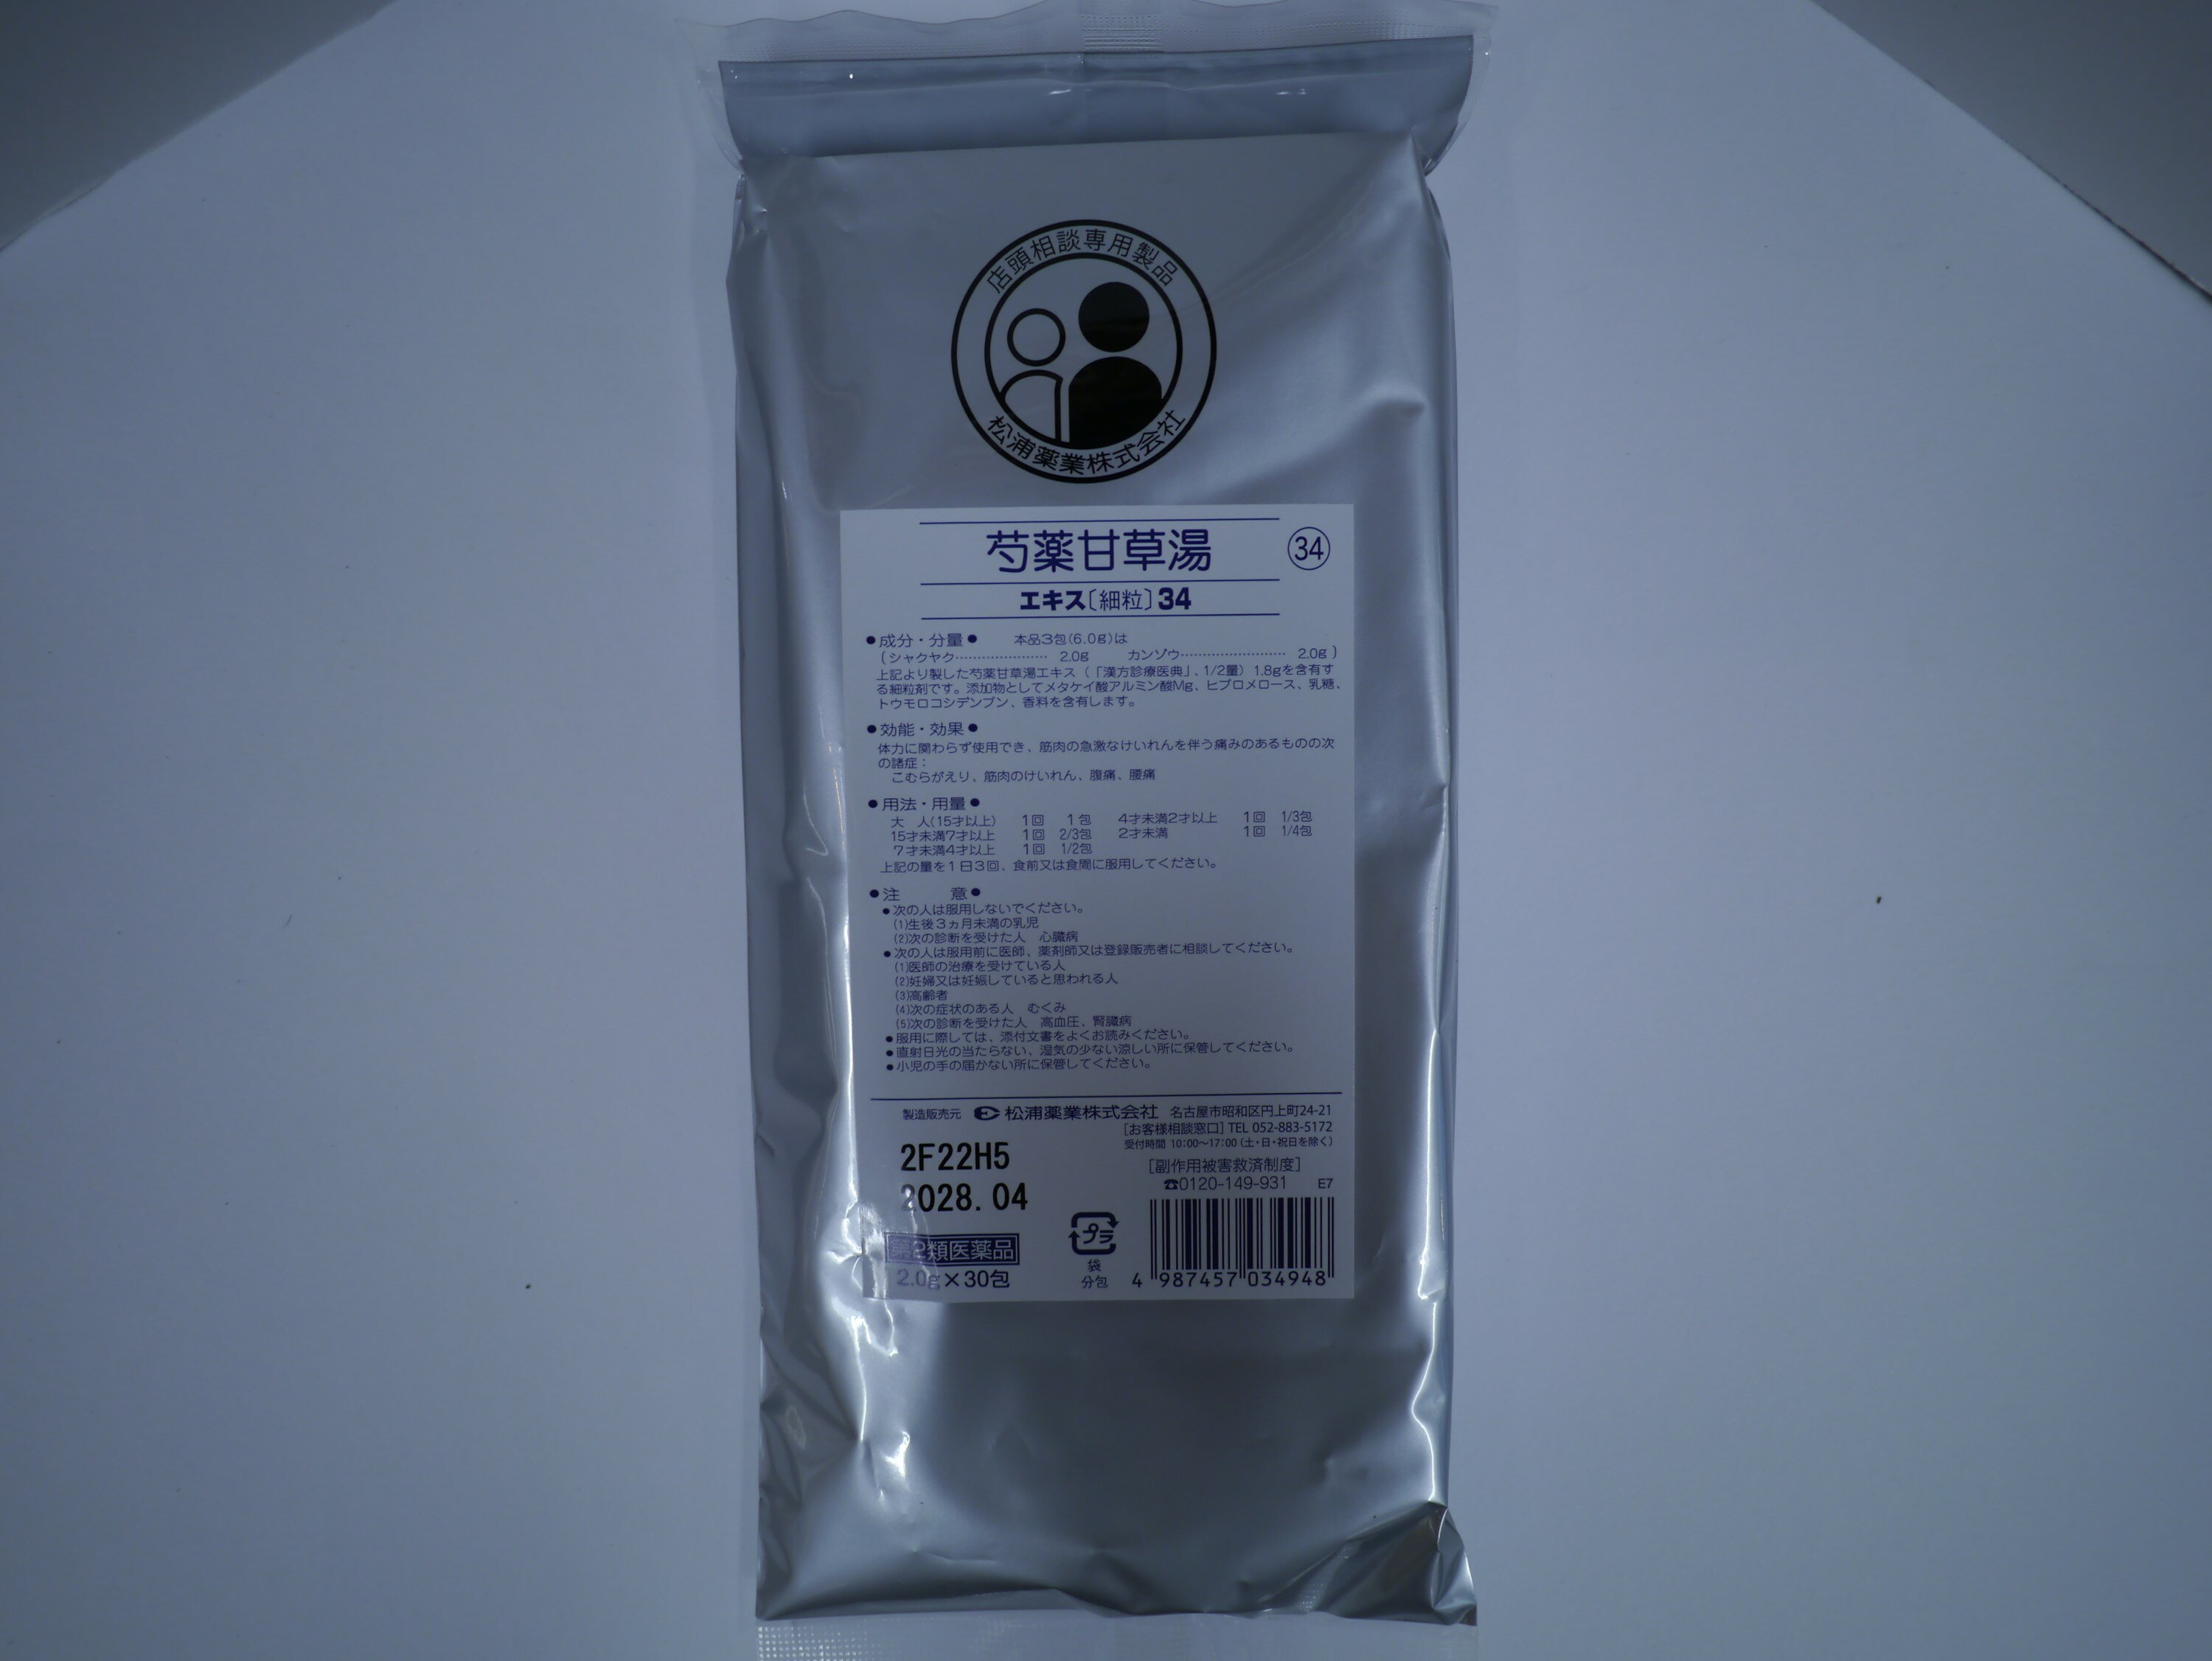 店頭相談専用製品
松浦薬業株式会社
芍薬甘草湯 ㉞
エキス〔細粒〕34
●成分・分量● 本品3包(6.0g)は
(シャクヤク………………… 2.0g カンゾウ…………………… 2.0g)
上記より製した芍薬甘草湯エキス(「漢方診療医典」、1/2量)1.8gを含有す
る細粒剤です。添加物としてメタケイ酸アルミン酸Mg、ヒプロメロース、乳糖、
トウモロコシデンプン、香料を含有します。
●効能・効果●
体力に関わらず使用でき、筋肉の急激なけいれんを伴う痛みのあるものの次
の諸症:
こむらがえり、筋肉のけいれん、腹痛、腰痛
●用法・用量●
大 人(15才以上) 1回 1包 4才未満2才以上 1回 1/3包
15才未満7才以上 1回 2/3包 2才未満 1回 1/4包
7才未満4才以上 1回 1/2包
上記の量を1日3回、食前又は食間に服用してください。
●注 意●
●次の人は服用しないでください。
(1)生後3ヵ月未満の乳児
(2)次の診断を受けた人 心臓病
●次の人は服用前に医師、薬剤師又は登録販売者に相談してください。
(1)医師の治療を受けている人
(2)妊婦又は妊娠していると思われる人
(3)高齢者
(4)次の症状のある人 むくみ
(5)次の診断を受けた人 高血圧、腎臓病
●服用に際しては、添付文書をよくお読みください。
●直射日光の当たらない、湿気の少ない涼しい所に保管してください。
●小児の手の届かない所に保管してください。
製造販売元 松浦薬業株式会社 名古屋市昭和区円上町24-21
[お客様相談窓口] TEL 052-883-5172
受付時間 10:00〜17:00(土・日・祝日を除く)
2F22H5
[副作用被害救済制度]
☎0120-149-931 E7
2028.04
第2類医薬品
2.0g×30包
プラ
袋
分包
4 987457 034948